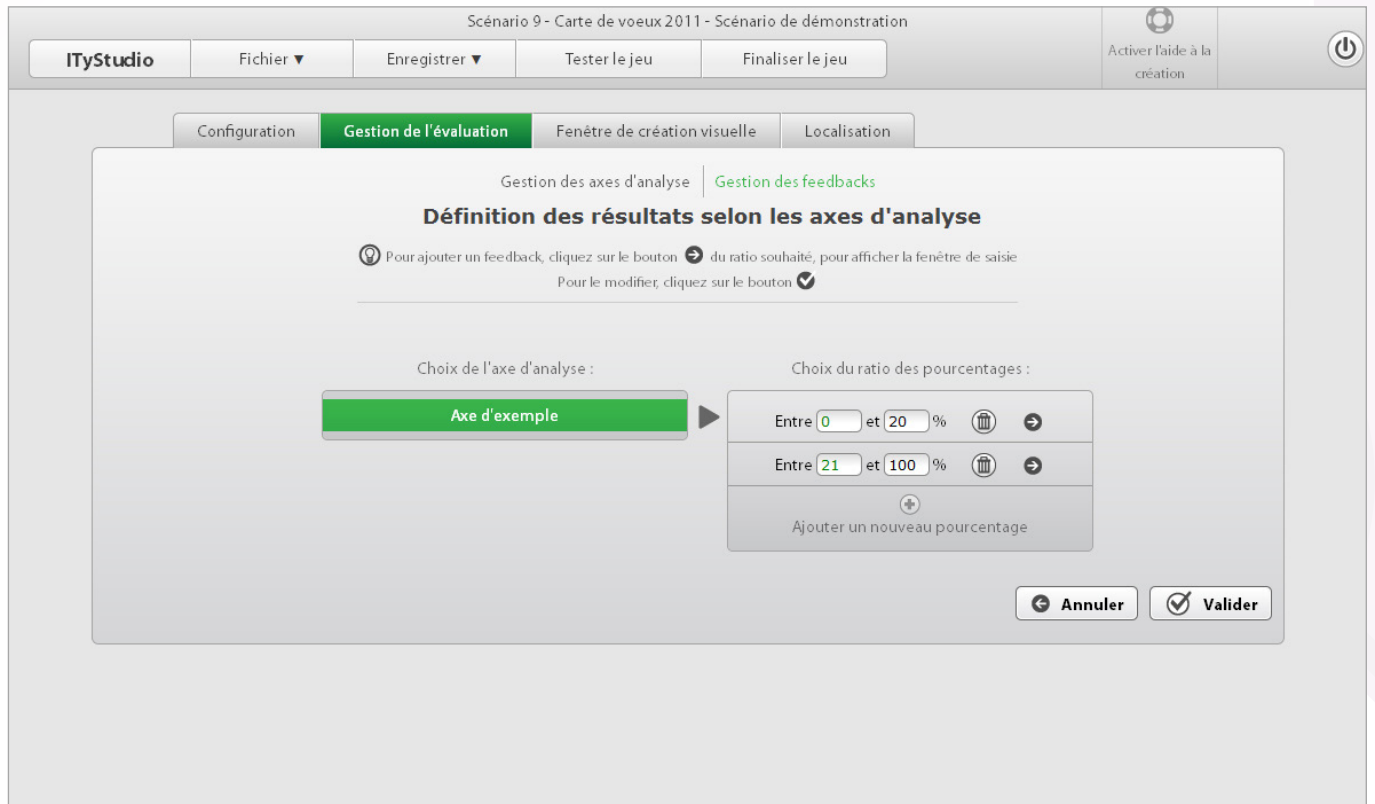 Scénario 9 - Carte de voeux 2011 - Scénario de démonstration
ITyStudio Fichier ▼ Enregistrer ▼ Tester le jeu Finaliser le jeu
Activer l'aide à la
création
Configuration Gestion de l'évaluation Fenêtre de création visuelle Localisation
Gestion des axes d'analyse Gestion des feedbacks
Définition des résultats selon les axes d'analyse
Pour ajouter un feedback, cliquez sur le bouton du ratio souhaité, pour afficher la fenêtre de saisie
Pour le modifier, cliquez sur le bouton
Choix de l'axe d'analyse : Choix du ratio des pourcentages :
Axe d'exemple
Entre 0 et 20 %
Entre 21 et 100 %
Ajouter un nouveau pourcentage
Annuler Valider